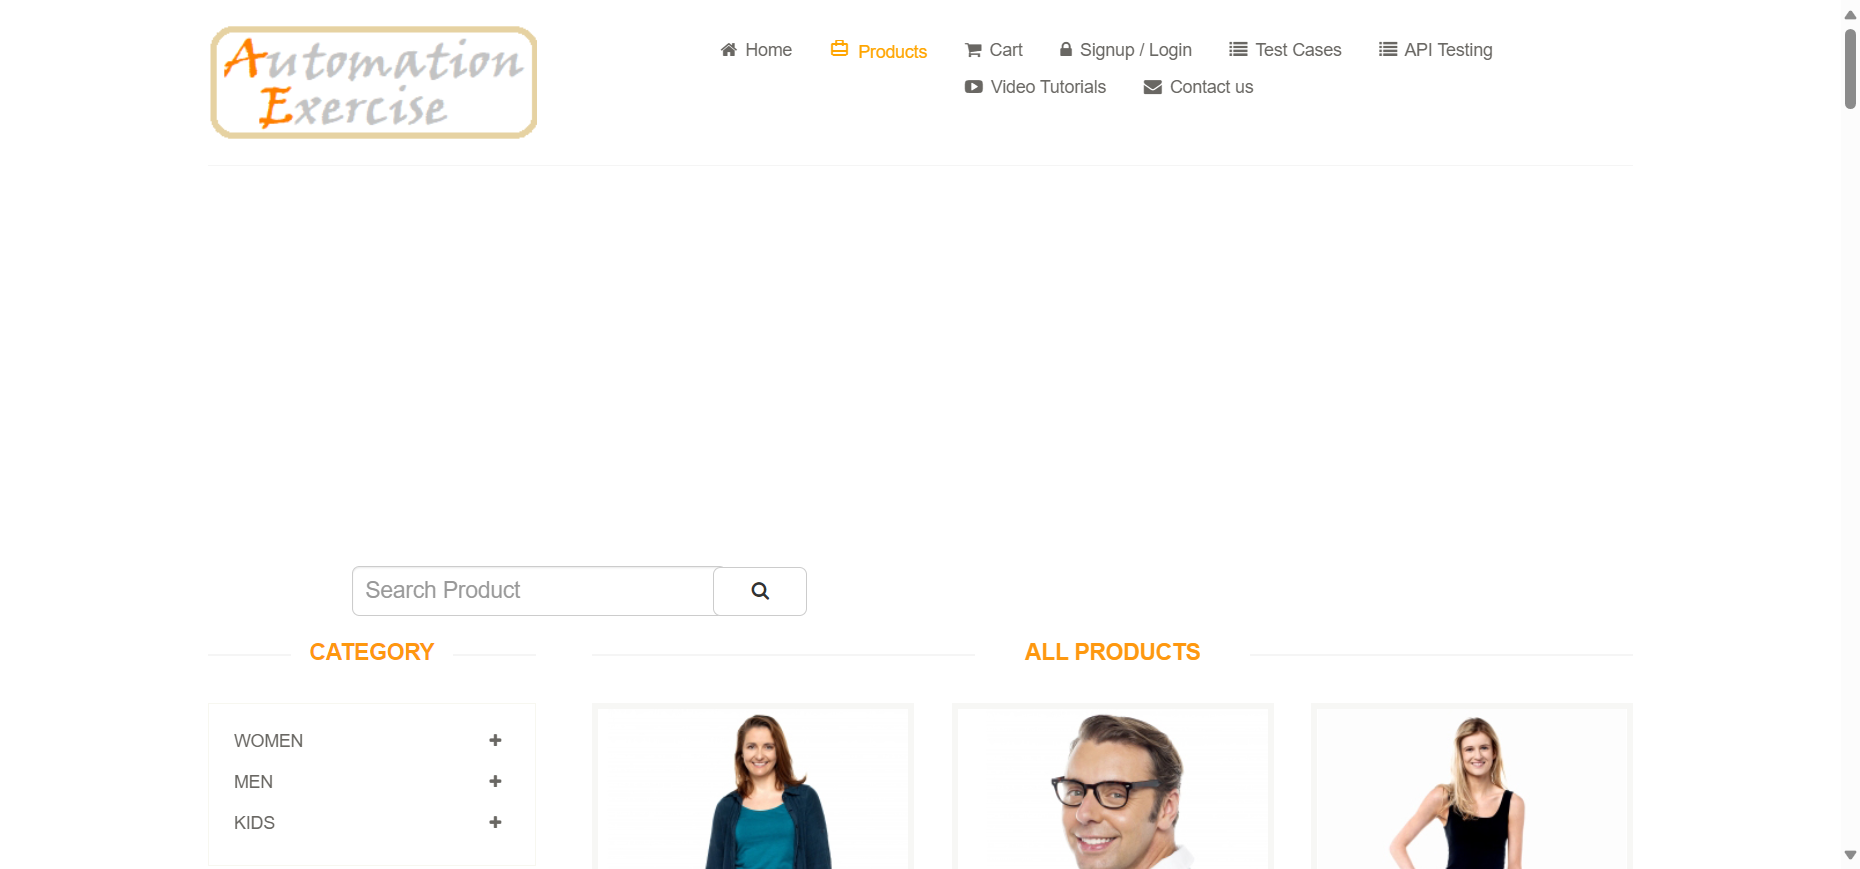 Automation
Exercise
Home Products Cart Signup / Login Test Cases API Testing
Video Tutorials Contact us
Search Product
CATEGORY
ALL PRODUCTS
WOMEN
MEN
KIDS